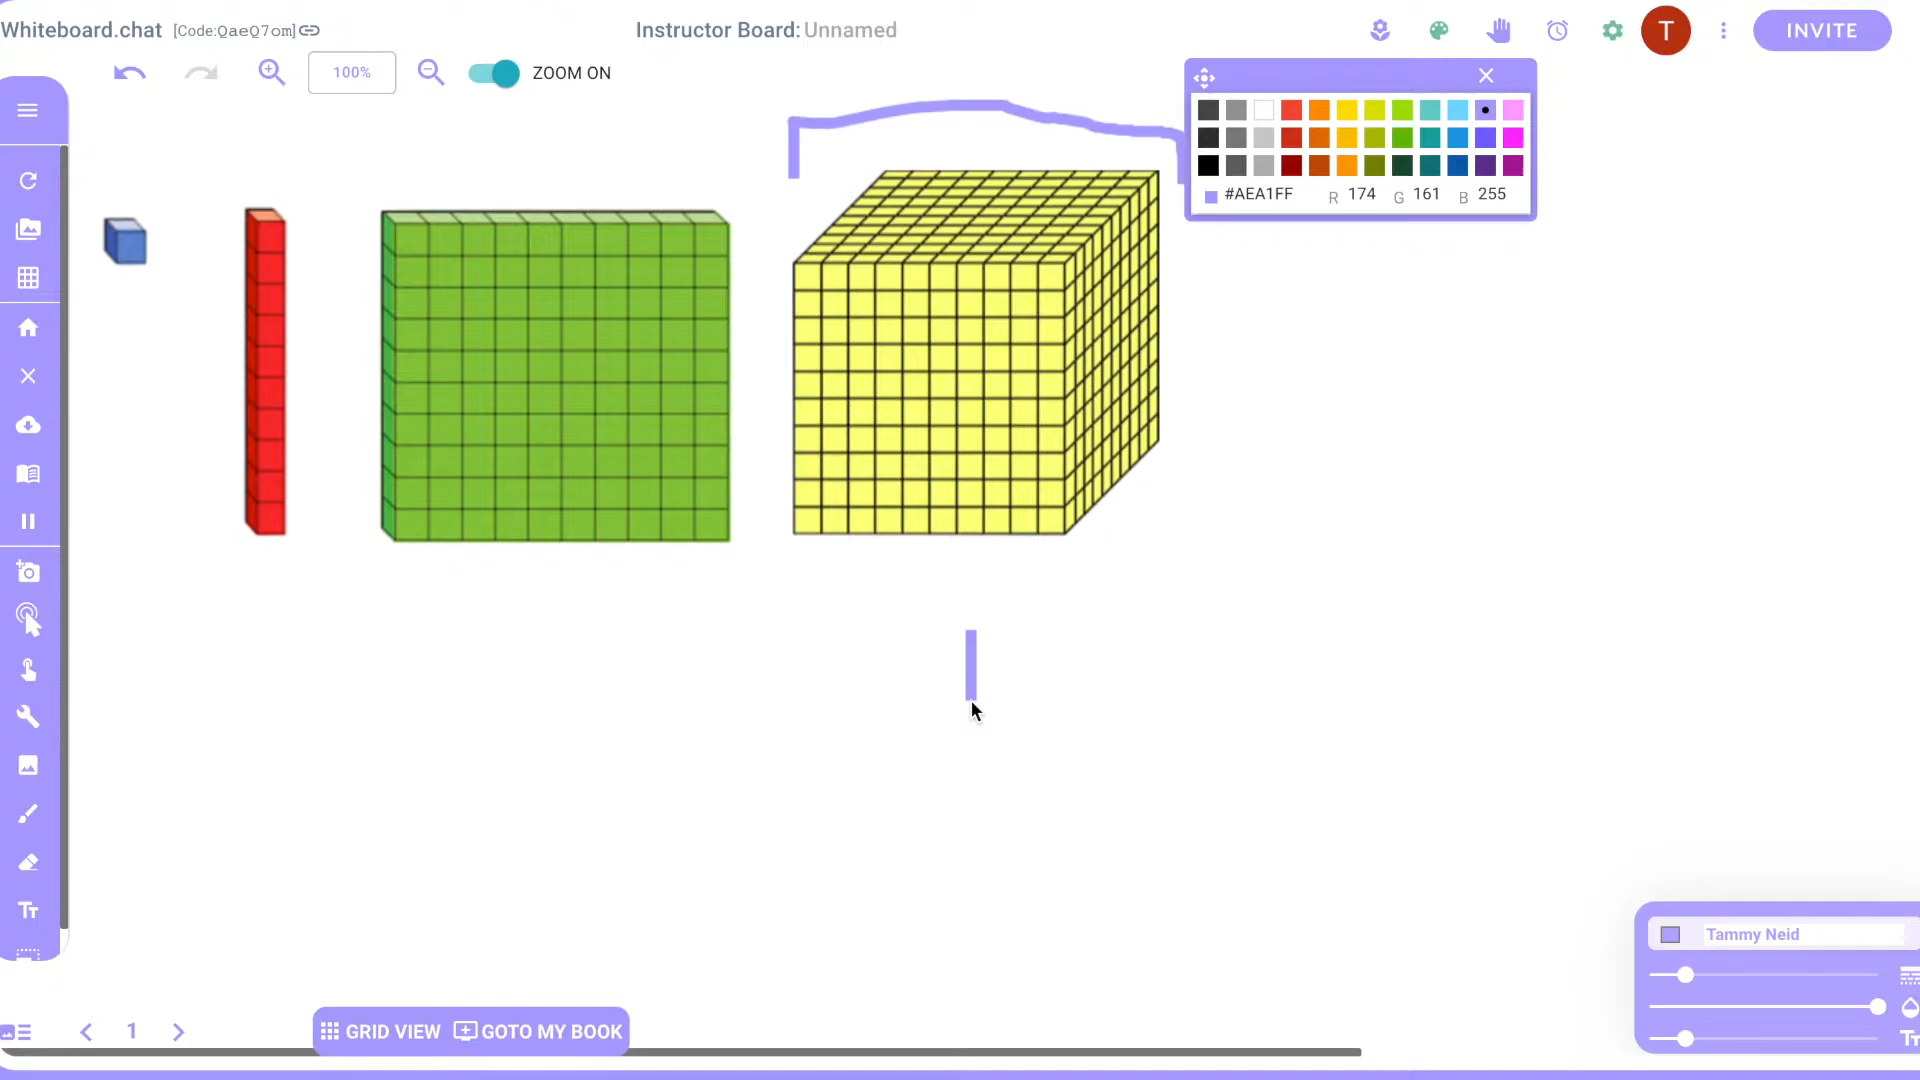 Whiteboard.chat [Code:QaeQ7om] Instructor Board: Unnamed T INVITE
100% ZOOM ON
#AEA1FF R 174 G 161 B 255
Tammy Neid
1 GRID VIEW GOTO MY BOOK